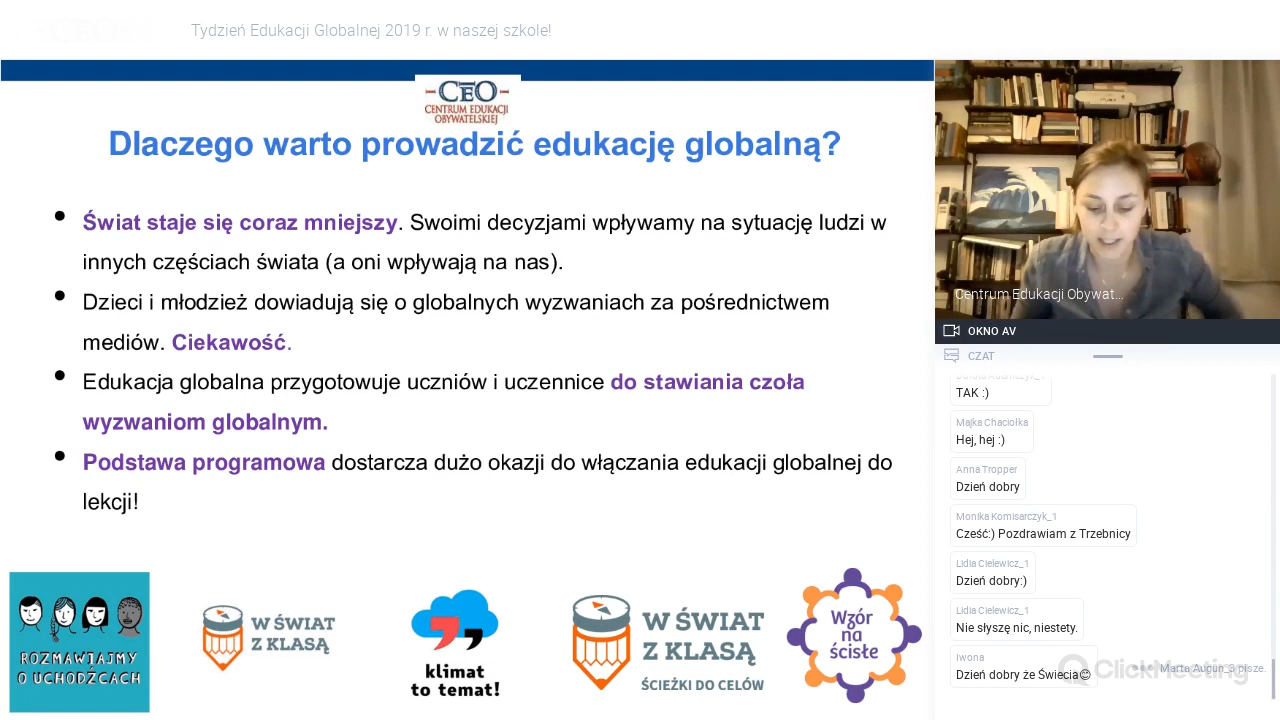 Tydzień Edukacji Globalnej 2019 r. w naszej szkole!
CEO
CENTRUM EDUKACJI
OBYWATELSKIEJ
Dlaczego warto prowadzić edukację globalną?
• Świat staje się coraz mniejszy. Swoimi decyzjami wpływamy na sytuację ludzi w
innych częściach świata (a oni wpływają na nas).
• Dzieci i młodzież dowiadują się o globalnych wyzwaniach za pośrednictwem
mediów. Ciekawość.
• Edukacja globalna przygotowuje uczniów i uczennice do stawiania czoła
wyzwaniom globalnym.
• Podstawa programowa dostarcza dużo okazji do włączania edukacji globalnej do
lekcji!
ROZMAWIAJMY
O UCHODŹCACH
W ŚWIAT
Z KLASĄ
klimat
to temat!
W ŚWIAT
Z KLASĄ
ŚCIEŻKI DO CELÓW
Wzór
na
ścisłe
Centrum Edukacji Obywat...
OKNO AV
CZAT
TAK :)
Majka Chaciołka
Hej, hej :)
Anna Tropper
Dzień dobry
Monika Komisarczyk_1
Cześć:) Pozdrawiam z Trzebnicy
Lidia Cielewicz_1
Dzień dobry:)
Lidia Cielewicz_1
Nie słyszę nic, niestety.
Iwona
Dzień dobry że Świecia😊
Marta Augun_3 pisze.
ClickMeeting